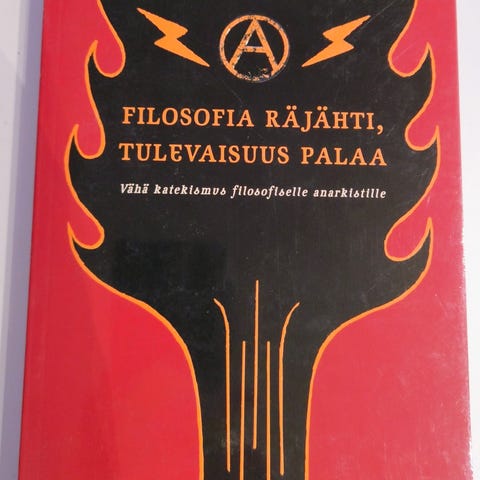 A
FILOSOFIA RÄJÄHTI,
TULEVAISUUS PALAA
Vähä katekismus filosofiselle anarkistille